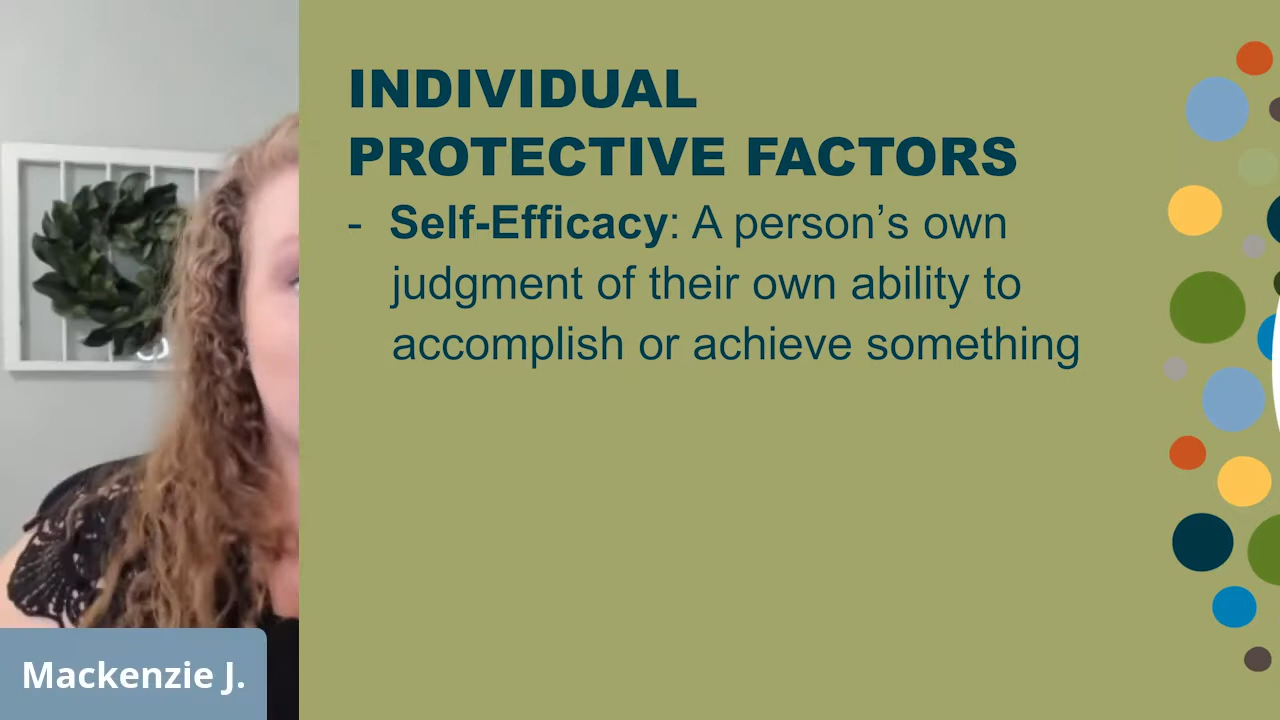 INDIVIDUAL
PROTECTIVE FACTORS
- Self-Efficacy: A person’s own
judgment of their own ability to
accomplish or achieve something
Mackenzie J.